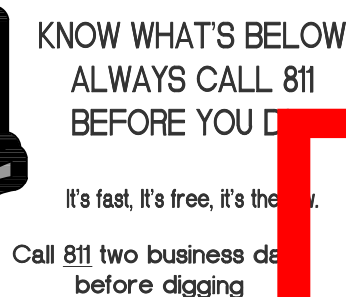 KNOW WHAT'S BELOW
ALWAYS CALL 811
BEFORE YOU
It's fast, It's free, it's
Call 811 two business
before digging